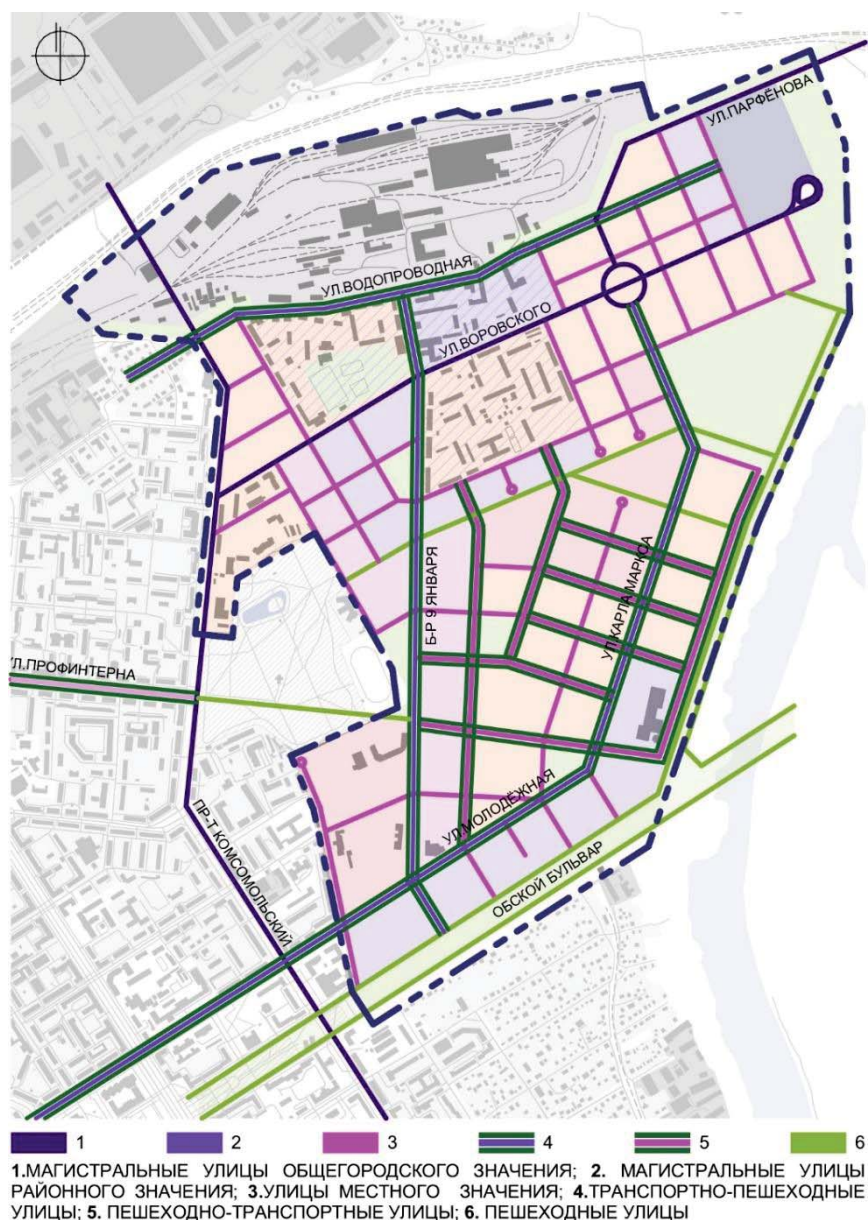 УЛ.ПАРФЁНОВА
УЛ.ВОДОПРОВОДНАЯ
УЛ.ВОРОВСКОГО
Б-Р 9 ЯНВАРЯ
УЛ.КАРЛА МАРКСА
УЛ.ПРОФИНТЕРНА
УЛ.МОЛОДЁЖНАЯ
ПР-Т КОМСОМОЛЬСКИЙ
ОБСКОЙ БУЛЬВАР
1 2 3 4 5 6
1.МАГИСТРАЛЬНЫЕ УЛИЦЫ ОБЩЕГОРОДСКОГО ЗНАЧЕНИЯ; 2. МАГИСТРАЛЬНЫЕ УЛИЦЫ
РАЙОННОГО ЗНАЧЕНИЯ; 3.УЛИЦЫ МЕСТНОГО ЗНАЧЕНИЯ; 4.ТРАНСПОРТНО-ПЕШЕХОДНЫЕ
УЛИЦЫ; 5. ПЕШЕХОДНО-ТРАНСПОРТНЫЕ УЛИЦЫ; 6. ПЕШЕХОДНЫЕ УЛИЦЫ